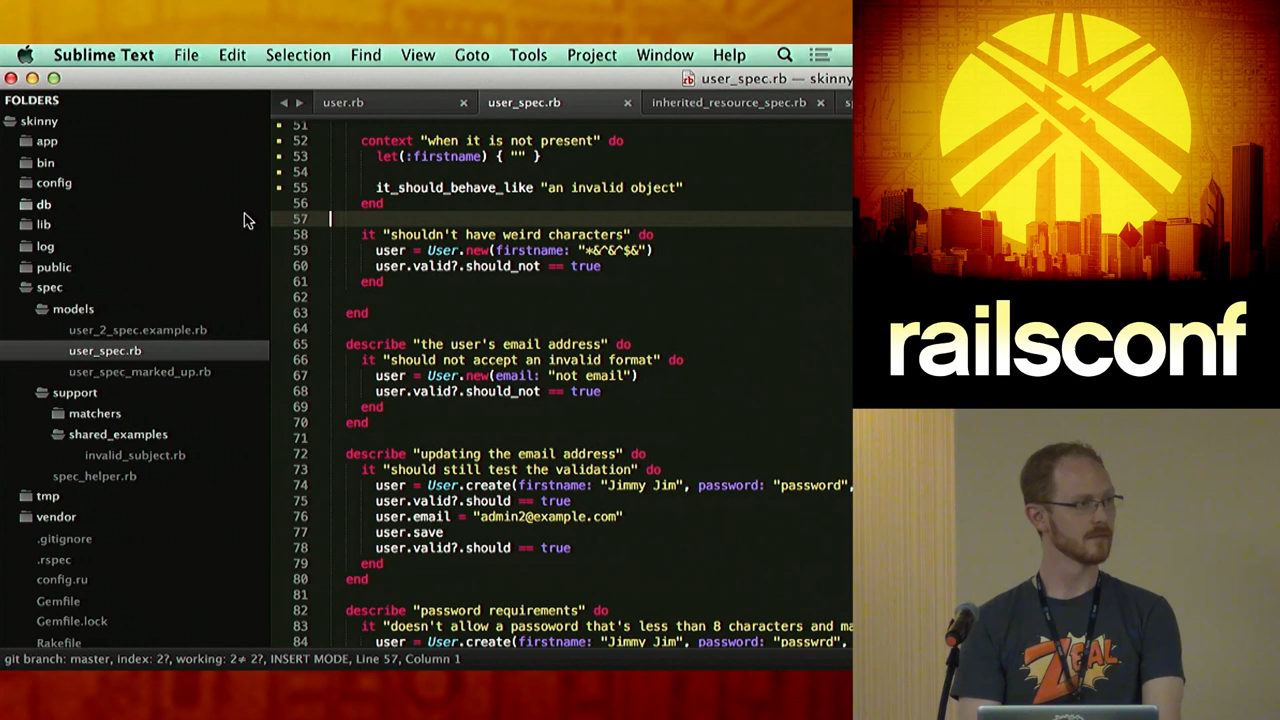 Sublime Text File Edit Selection Find View Goto Tools Project Window Help
user_spec.rb — skinny
FOLDERS
skinny
app
bin
config
db
lib
log
public
spec
models
user_2_spec.example.rb
user_spec.rb
user_spec_marked_up.rb
support
matchers
shared_examples
invalid_subject.rb
spec_helper.rb
tmp
vendor
.gitignore
.rspec
config.ru
Gemfile
Gemfile.lock
Rakefile
user.rb user_spec.rb inherited_resource_spec.rb
51
52 context "when it is not present" do
53 let(:firstname) { "" }
54
55 it_should_behave_like "an invalid object"
56 end
57
58 it "shouldn't have weird characters" do
59 user = User.new(firstname: "*&^&^$&")
60 user.valid?.should_not == true
61 end
62
63 end
64
65 describe "the user's email address" do
66 it "should not accept an invalid format" do
67 user = User.new(email: "not email")
68 user.valid?.should_not == true
69 end
70 end
71
72 describe "updating the email address" do
73 it "should still test the validation" do
74 user = User.create(firstname: "Jimmy Jim", password: "password",
75 user.valid?.should == true
76 user.email = "admin2@example.com"
77 user.save
78 user.valid?.should == true
79 end
80 end
81
82 describe "password requirements" do
83 it "doesn't allow a passoword that's less than 8 characters and ma
84 user = User.create(firstname: "Jimmy Jim", password: "passwrd",
git branch: master, index: 2?, working: 2≠ 2?, INSERT MODE, Line 57, Column 1
railsconf
ZEAL